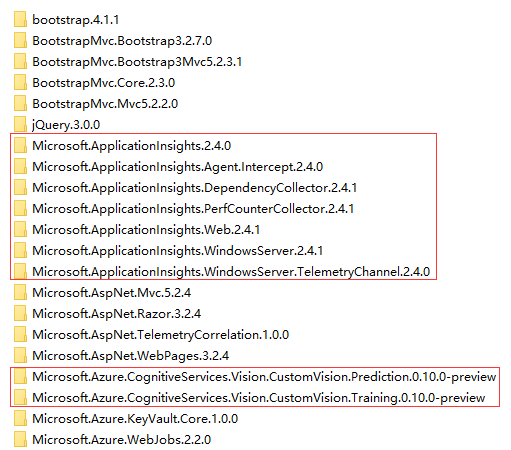 bootstrap.4.1.1
BootstrapMvc.Bootstrap3.2.7.0
BootstrapMvc.Bootstrap3Mvc5.2.3.1
BootstrapMvc.Core.2.3.0
BootstrapMvc.Mvc5.2.2.0
jQuery.3.0.0
Microsoft.ApplicationInsights.2.4.0
Microsoft.ApplicationInsights.Agent.Intercept.2.4.0
Microsoft.ApplicationInsights.DependencyCollector.2.4.1
Microsoft.ApplicationInsights.PerfCounterCollector.2.4.1
Microsoft.ApplicationInsights.Web.2.4.1
Microsoft.ApplicationInsights.WindowsServer.2.4.1
Microsoft.ApplicationInsights.WindowsServer.TelemetryChannel.2.4.0
Microsoft.AspNet.Mvc.5.2.4
Microsoft.AspNet.Razor.3.2.4
Microsoft.AspNet.TelemetryCorrelation.1.0.0
Microsoft.AspNet.WebPages.3.2.4
Microsoft.Azure.CognitiveServices.Vision.CustomVision.Prediction.0.10.0-preview
Microsoft.Azure.CognitiveServices.Vision.CustomVision.Training.0.10.0-preview
Microsoft.Azure.KeyVault.Core.1.0.0
Microsoft.Azure.WebJobs.2.2.0